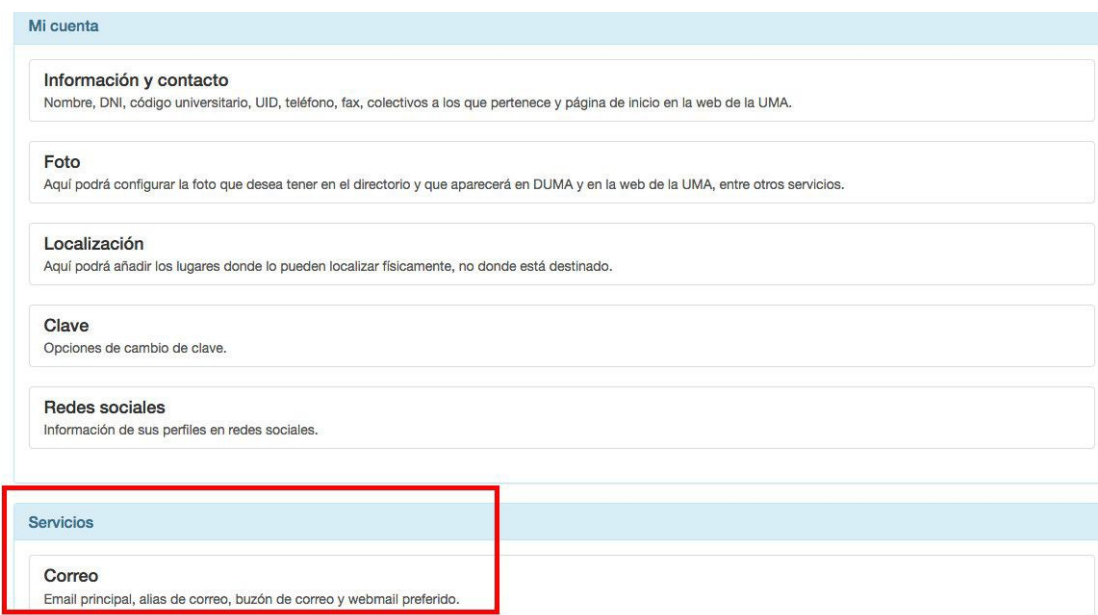 Mi cuenta
Información y contacto
Nombre, DNI, código universitario, UID, teléfono, fax, colectivos a los que pertenece y página de inicio en la web de la UMA.
Foto
Aquí podrá configurar la foto que desea tener en el directorio y que aparecerá en DUMA y en la web de la UMA, entre otros servicios.
Localización
Aquí podrá añadir los lugares donde lo pueden localizar físicamente, no donde está destinado.
Clave
Opciones de cambio de clave.
Redes sociales
Información de sus perfiles en redes sociales.
Servicios
Correo
Email principal, alias de correo, buzón de correo y webmail preferido.